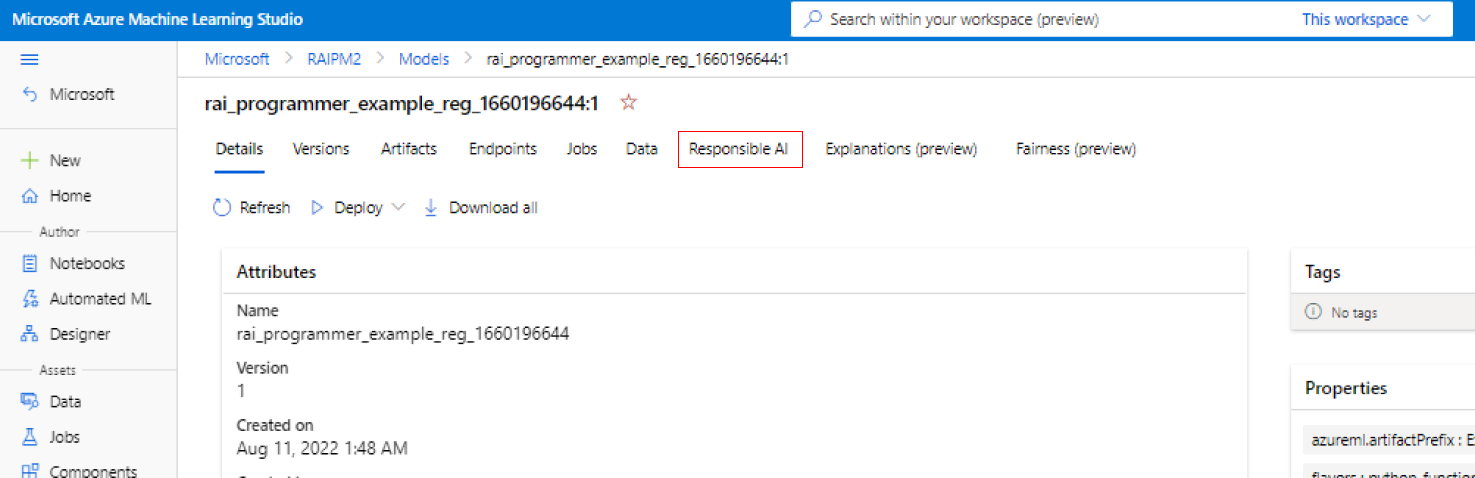 Microsoft Azure Machine Learning Studio
Search within your workspace (preview)
This workspace
Microsoft
RAIPM2
Models
rai_programmer_example_reg_1660196644:1
Microsoft
New
Home
Author
Notebooks
Automated ML
Designer
Assets
Data
Jobs
Components
rai_programmer_example_reg_1660196644:1
Details
Versions
Artifacts
Endpoints
Jobs
Data
Responsible AI
Explanations (preview)
Fairness (preview)
Refresh
Deploy
Download all
Attributes
Name
rai_programmer_example_reg_1660196644
Version
1
Created on
Aug 11, 2022 1:48 AM
Tags
No tags
Properties
azureml.artifactPrefix : E